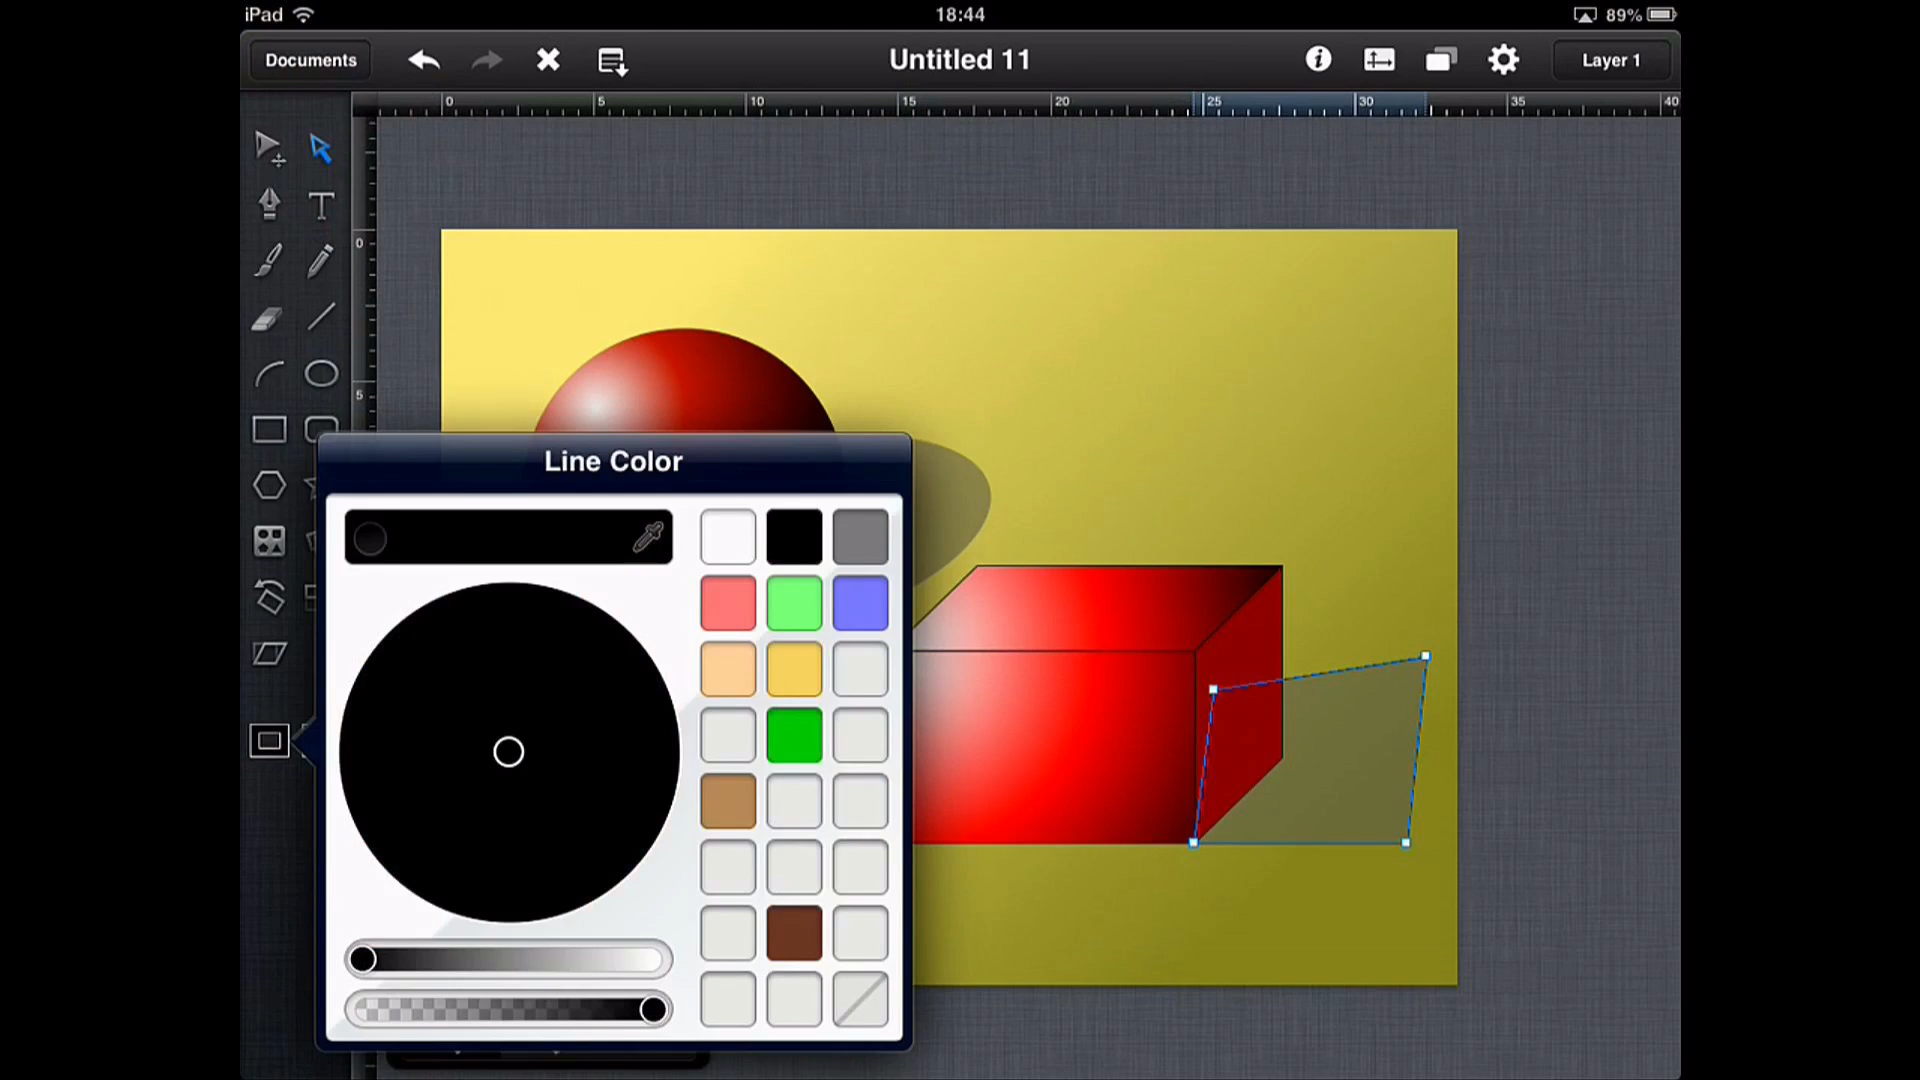 iPad 18:44 89%
Documents Untitled 11 Layer 1
0 5 10 15 20 25 30 35 40
0
5
Line Color